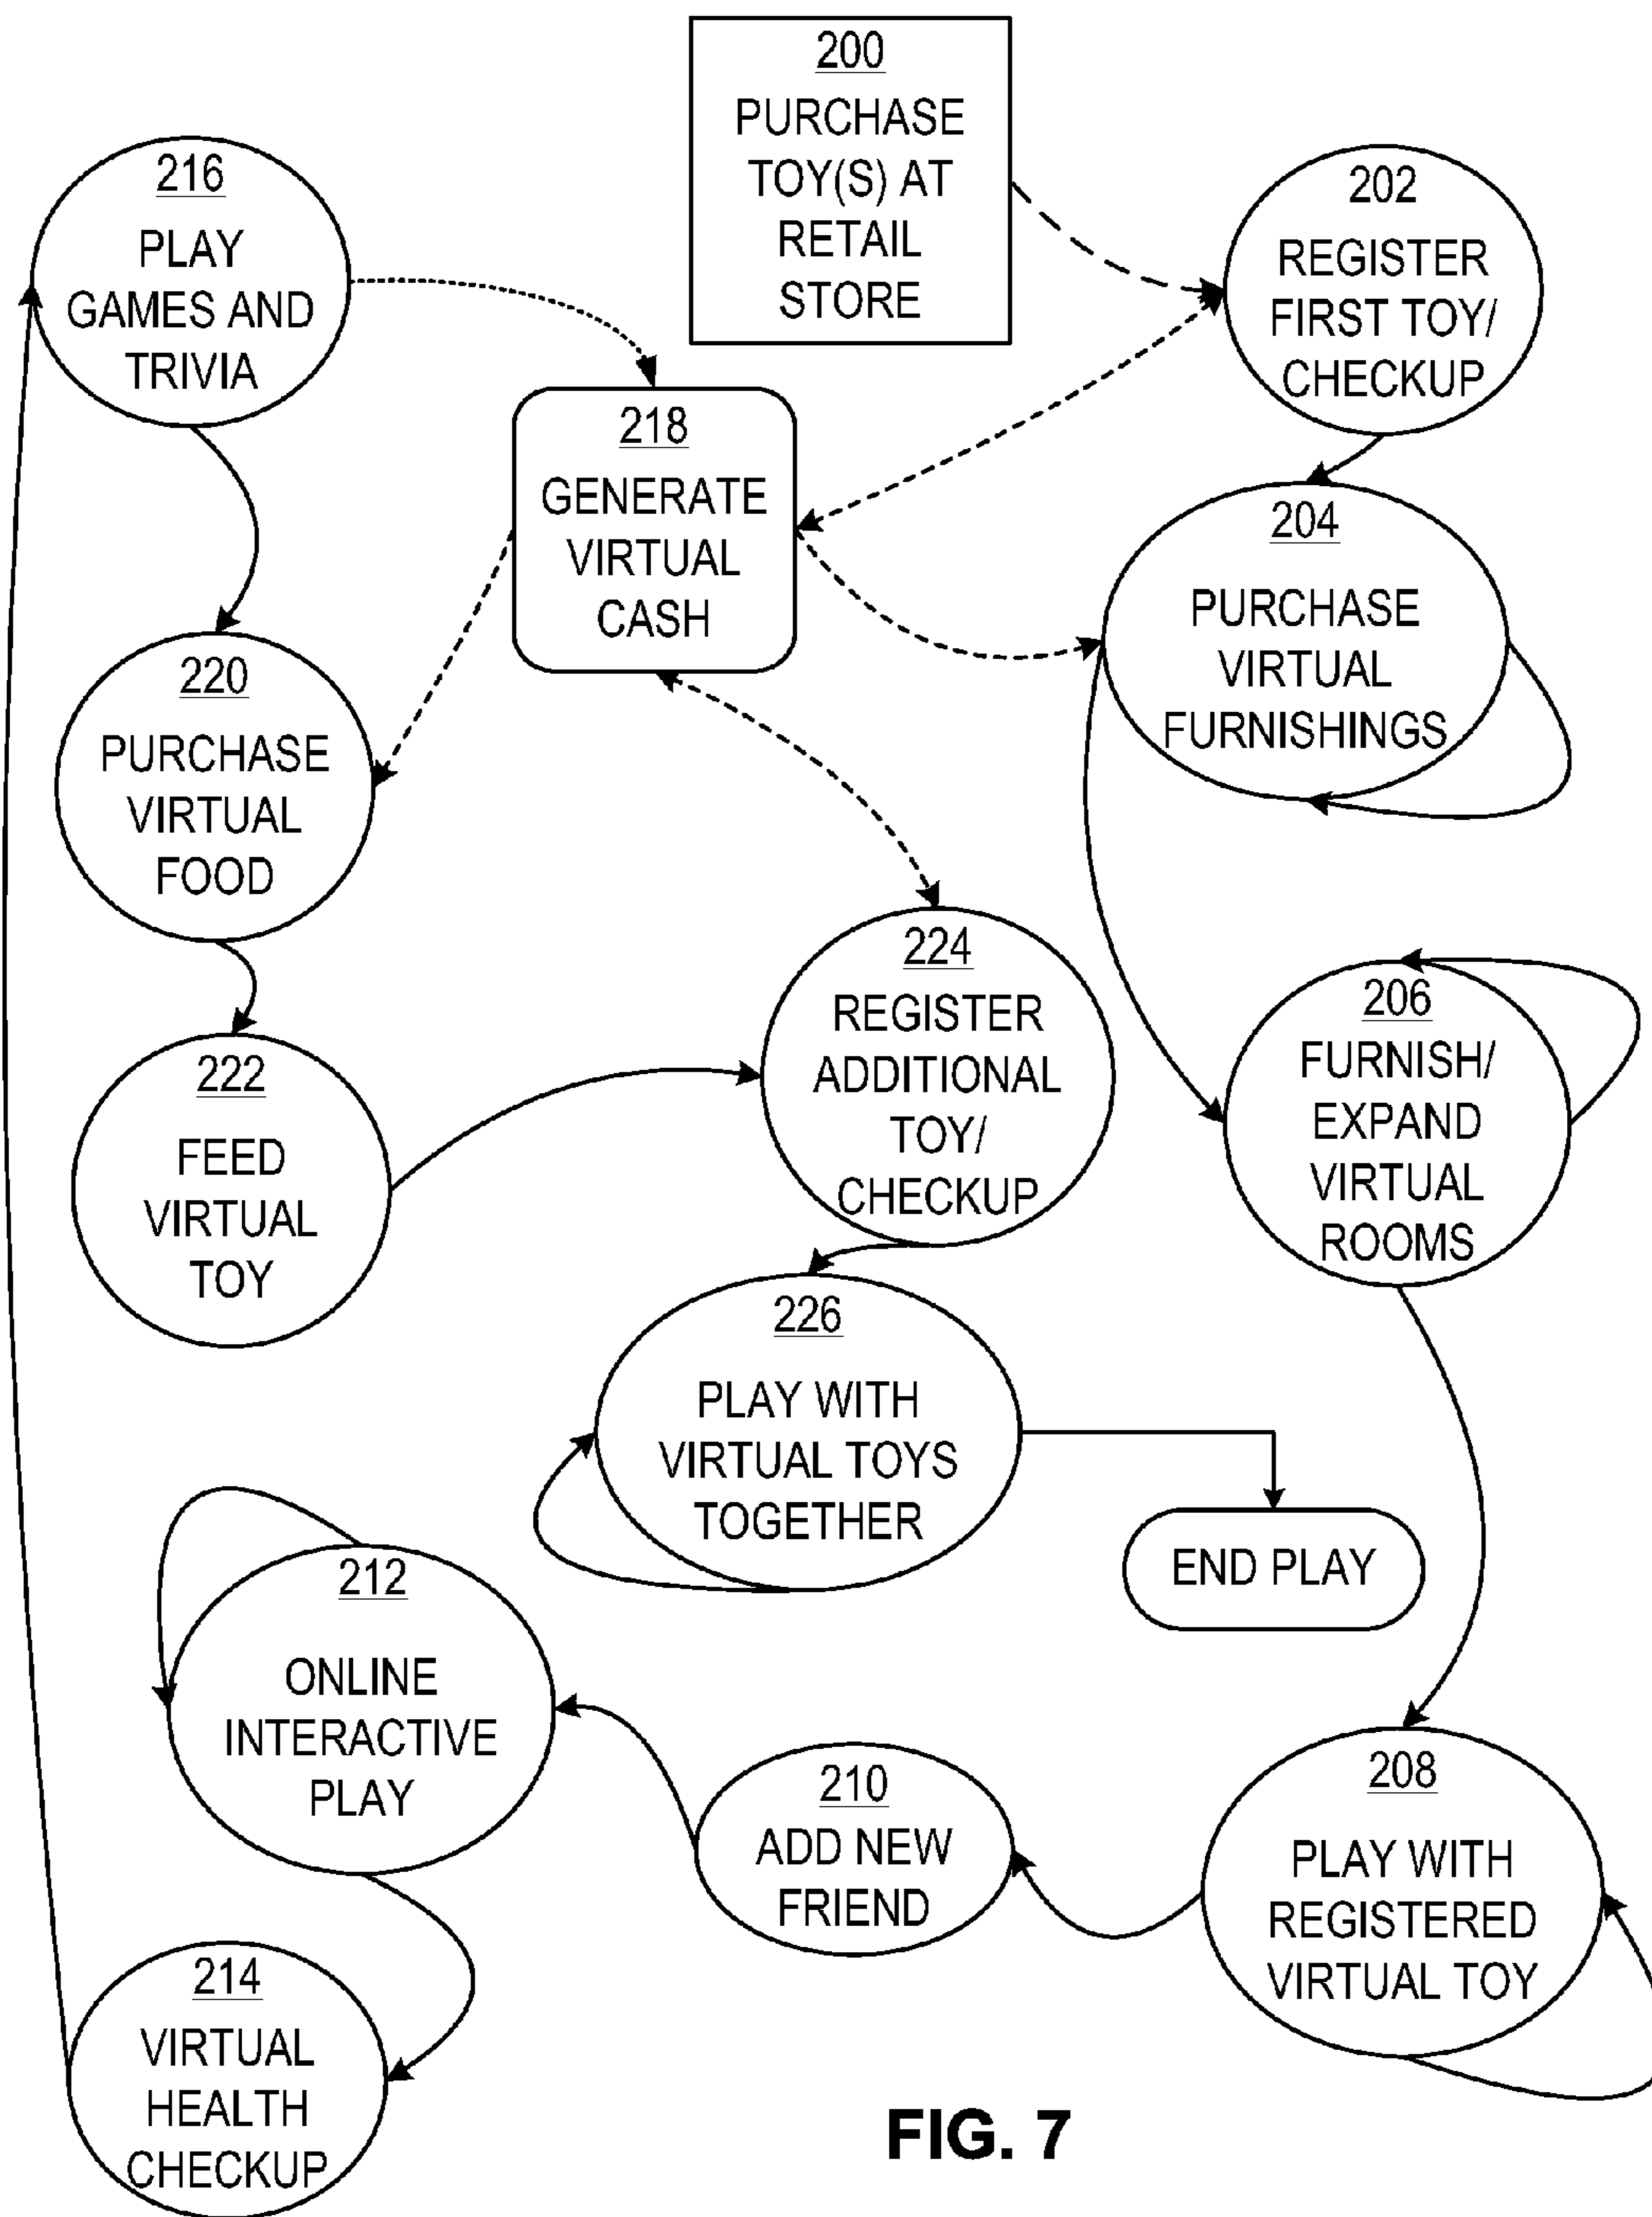 200
PURCHASE
TOY(S) AT
RETAIL
STORE
216
PLAY
GAMES AND
TRIVIA
202
REGISTER
FIRST TOY/
CHECKUP
218
GENERATE
VIRTUAL
CASH
204
PURCHASE
VIRTUAL
FURNISHINGS
220
PURCHASE
VIRTUAL
FOOD
224
REGISTER
ADDITIONAL
TOY/
CHECKUP
206
FURNISH/
EXPAND
VIRTUAL
ROOMS
222
FEED
VIRTUAL
TOY
226
PLAY WITH
VIRTUAL TOYS
TOGETHER
END PLAY
212
ONLINE
INTERACTIVE
PLAY
210
ADD NEW
FRIEND
208
PLAY WITH
REGISTERED
VIRTUAL TOY
214
VIRTUAL
HEALTH
CHECKUP
FIG. 7